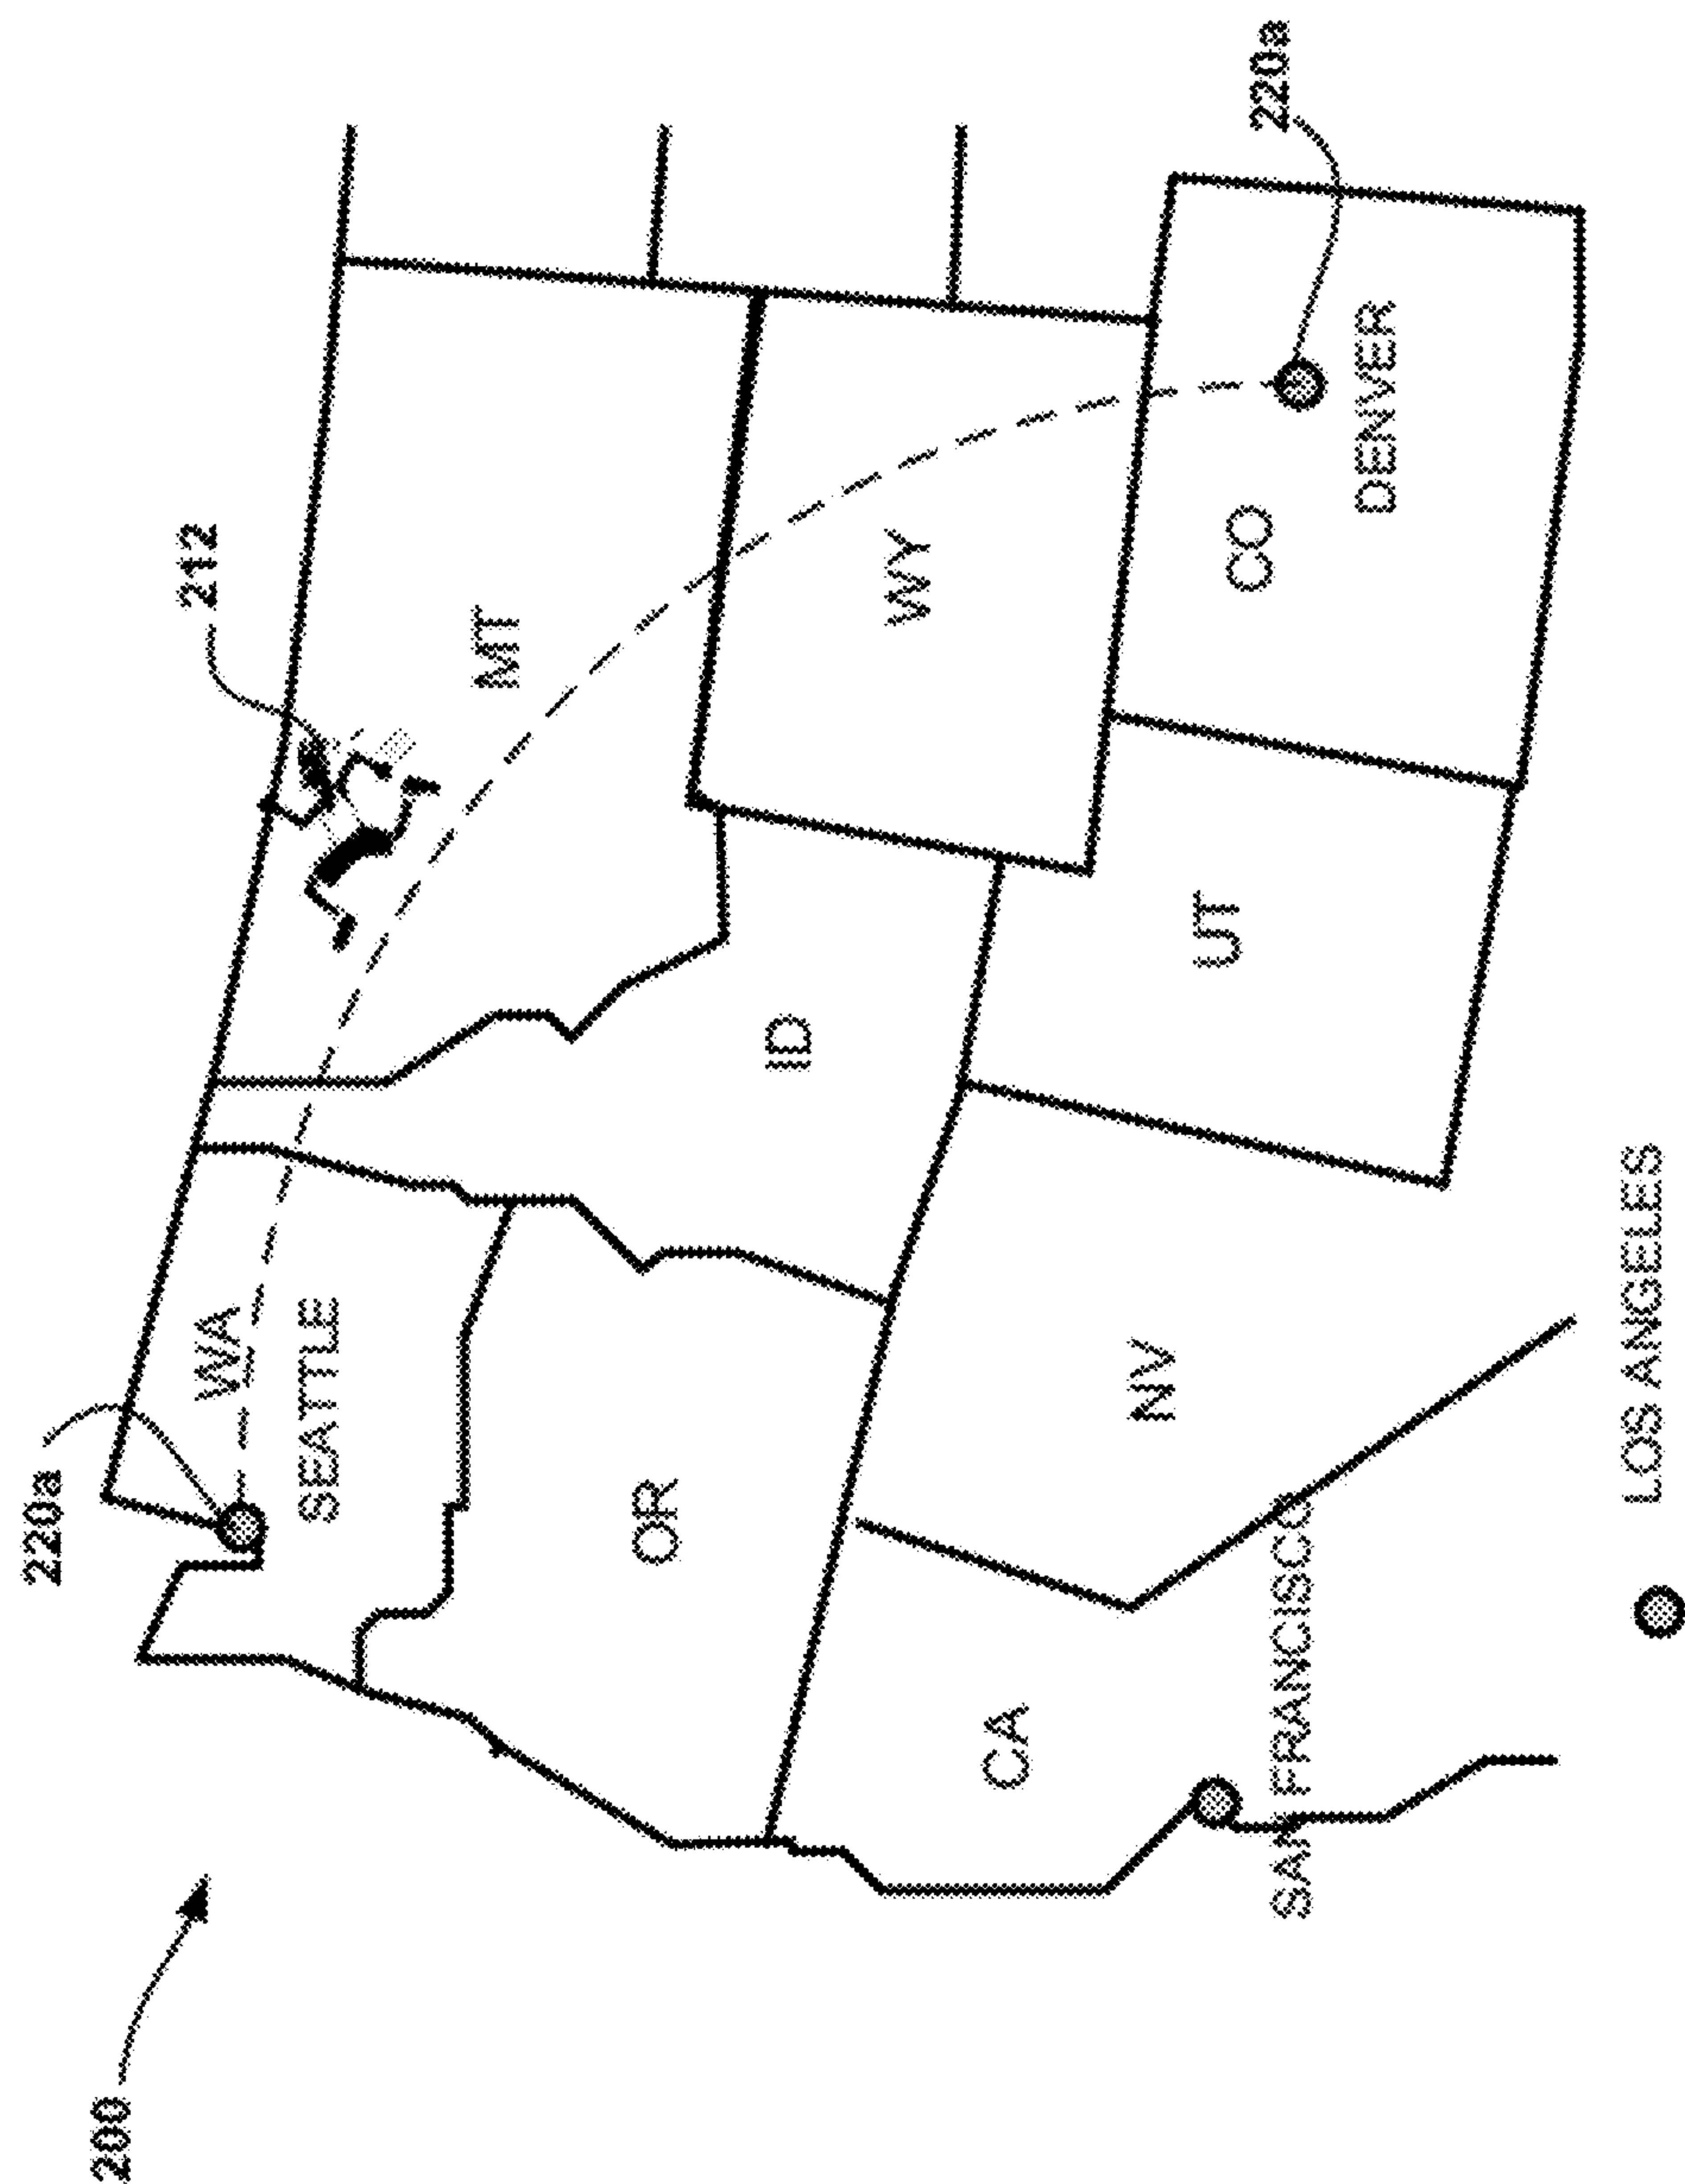 200
220a
212
220a
WA
SEATTLE
MT
OR
ID
WY
CA
NV
UT
CO
DENVER
SAN FRANCISCO
LOS ANGELES